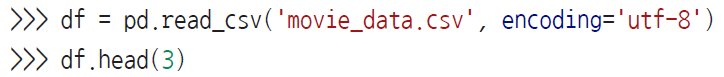 >>> df = pd.read_csv('movie_data.csv', encoding='utf-8')
>>> df.head(3)